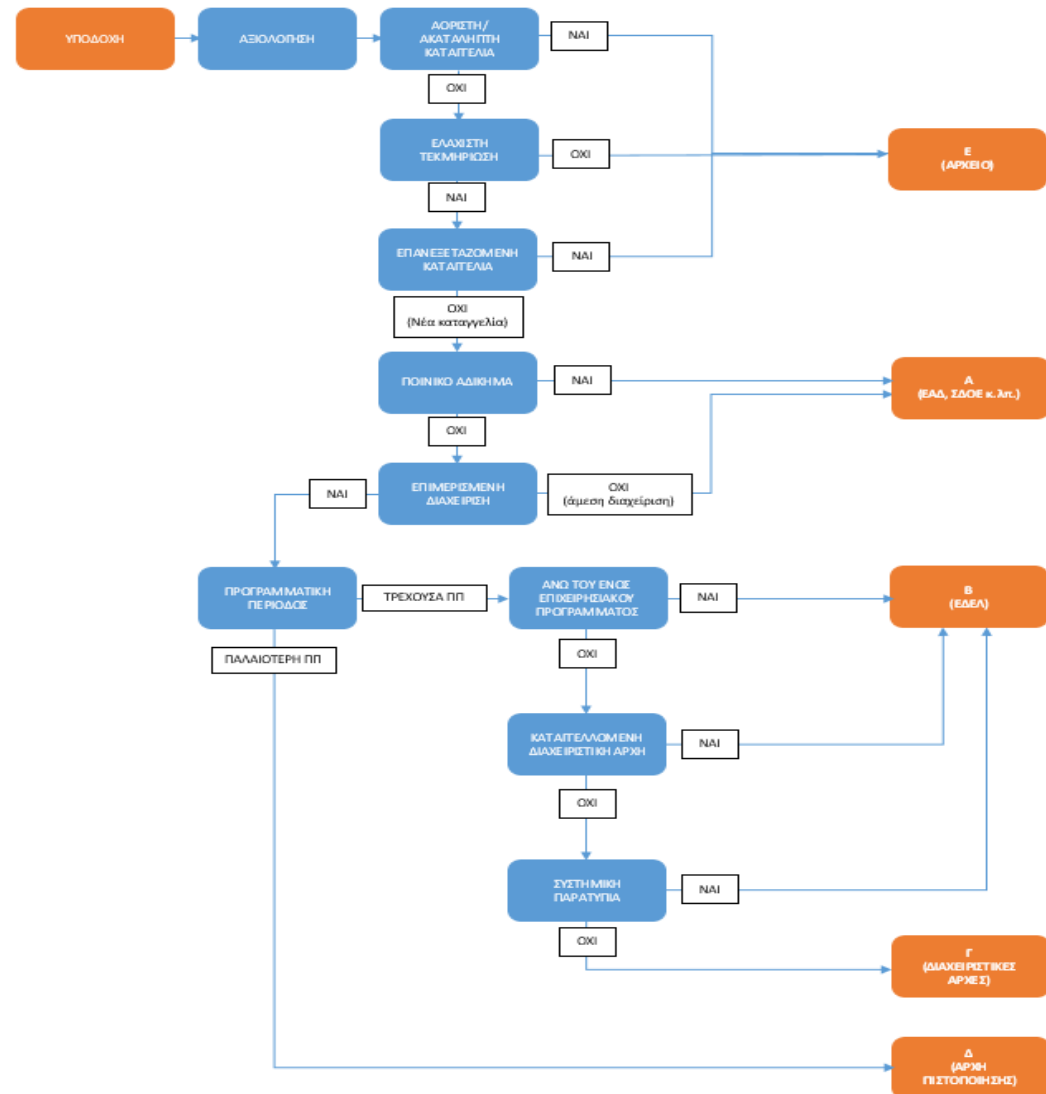 ΥΠΟΔΟΧΗ
ΑΞΙΟΛΟΓΗΣΗ
ΑΟΡΙΣΤΗ/
ΑΚΑΤΑΛΗΠΤΗ
ΚΑΤΑΓΓΕΛΙΑ
ΝΑΙ
ΟΧΙ
ΕΛΑΧΙΣΤΗ
ΤΕΚΜΗΡΙΩΣΗ
ΟΧΙ
Ε
(ΑΡΧΕΙΟ)
ΝΑΙ
ΕΠΑΝΕΞΕΤΑΖΟΜΕΝΗ
ΚΑΤΑΓΓΕΛΙΑ
ΝΑΙ
ΟΧΙ
(Νέα καταγγελία)
ΠΟΙΝΙΚΟ ΑΔΙΚΗΜΑ
ΝΑΙ
Α
(ΕΑΔ, ΣΔΟΕ κ.λπ.)
ΟΧΙ
ΕΠΙΜΕΡΙΣΜΕΝΗ
ΔΙΑΧΕΙΡΙΣΗ
ΝΑΙ
ΟΧΙ
(άμεση διαχείριση)
ΠΡΟΓΡΑΜΜΑΤΙΚΗ
ΠΕΡΙΟΔΟΣ
ΤΡΕΧΟΥΣΑ ΠΠ
ΑΝΩ ΤΟΥ ΕΝΟΣ
ΕΠΙΧΕΙΡΗΣΙΑΚΟΥ
ΠΡΟΓΡΑΜΜΑΤΟΣ
ΝΑΙ
Β
(ΕΔΕΛ)
ΠΑΛΑΙΟΤΕΡΗ ΠΠ
ΟΧΙ
ΚΑΤΑΓΓΕΛΛΟΜΕΝΗ
ΔΙΑΧΕΙΡΙΣΤΙΚΗ ΑΡΧΗ
ΝΑΙ
ΟΧΙ
ΣΥΣΤΗΜΙΚΗ
ΠΑΡΑΤΥΠΙΑ
ΝΑΙ
ΟΧΙ
Γ
(ΔΙΑΧΕΙΡΙΣΤΙΚΕΣ
ΑΡΧΕΣ)
Δ
(ΑΡΧΗ
ΠΙΣΤΟΠΟΙΗΣΗΣ)